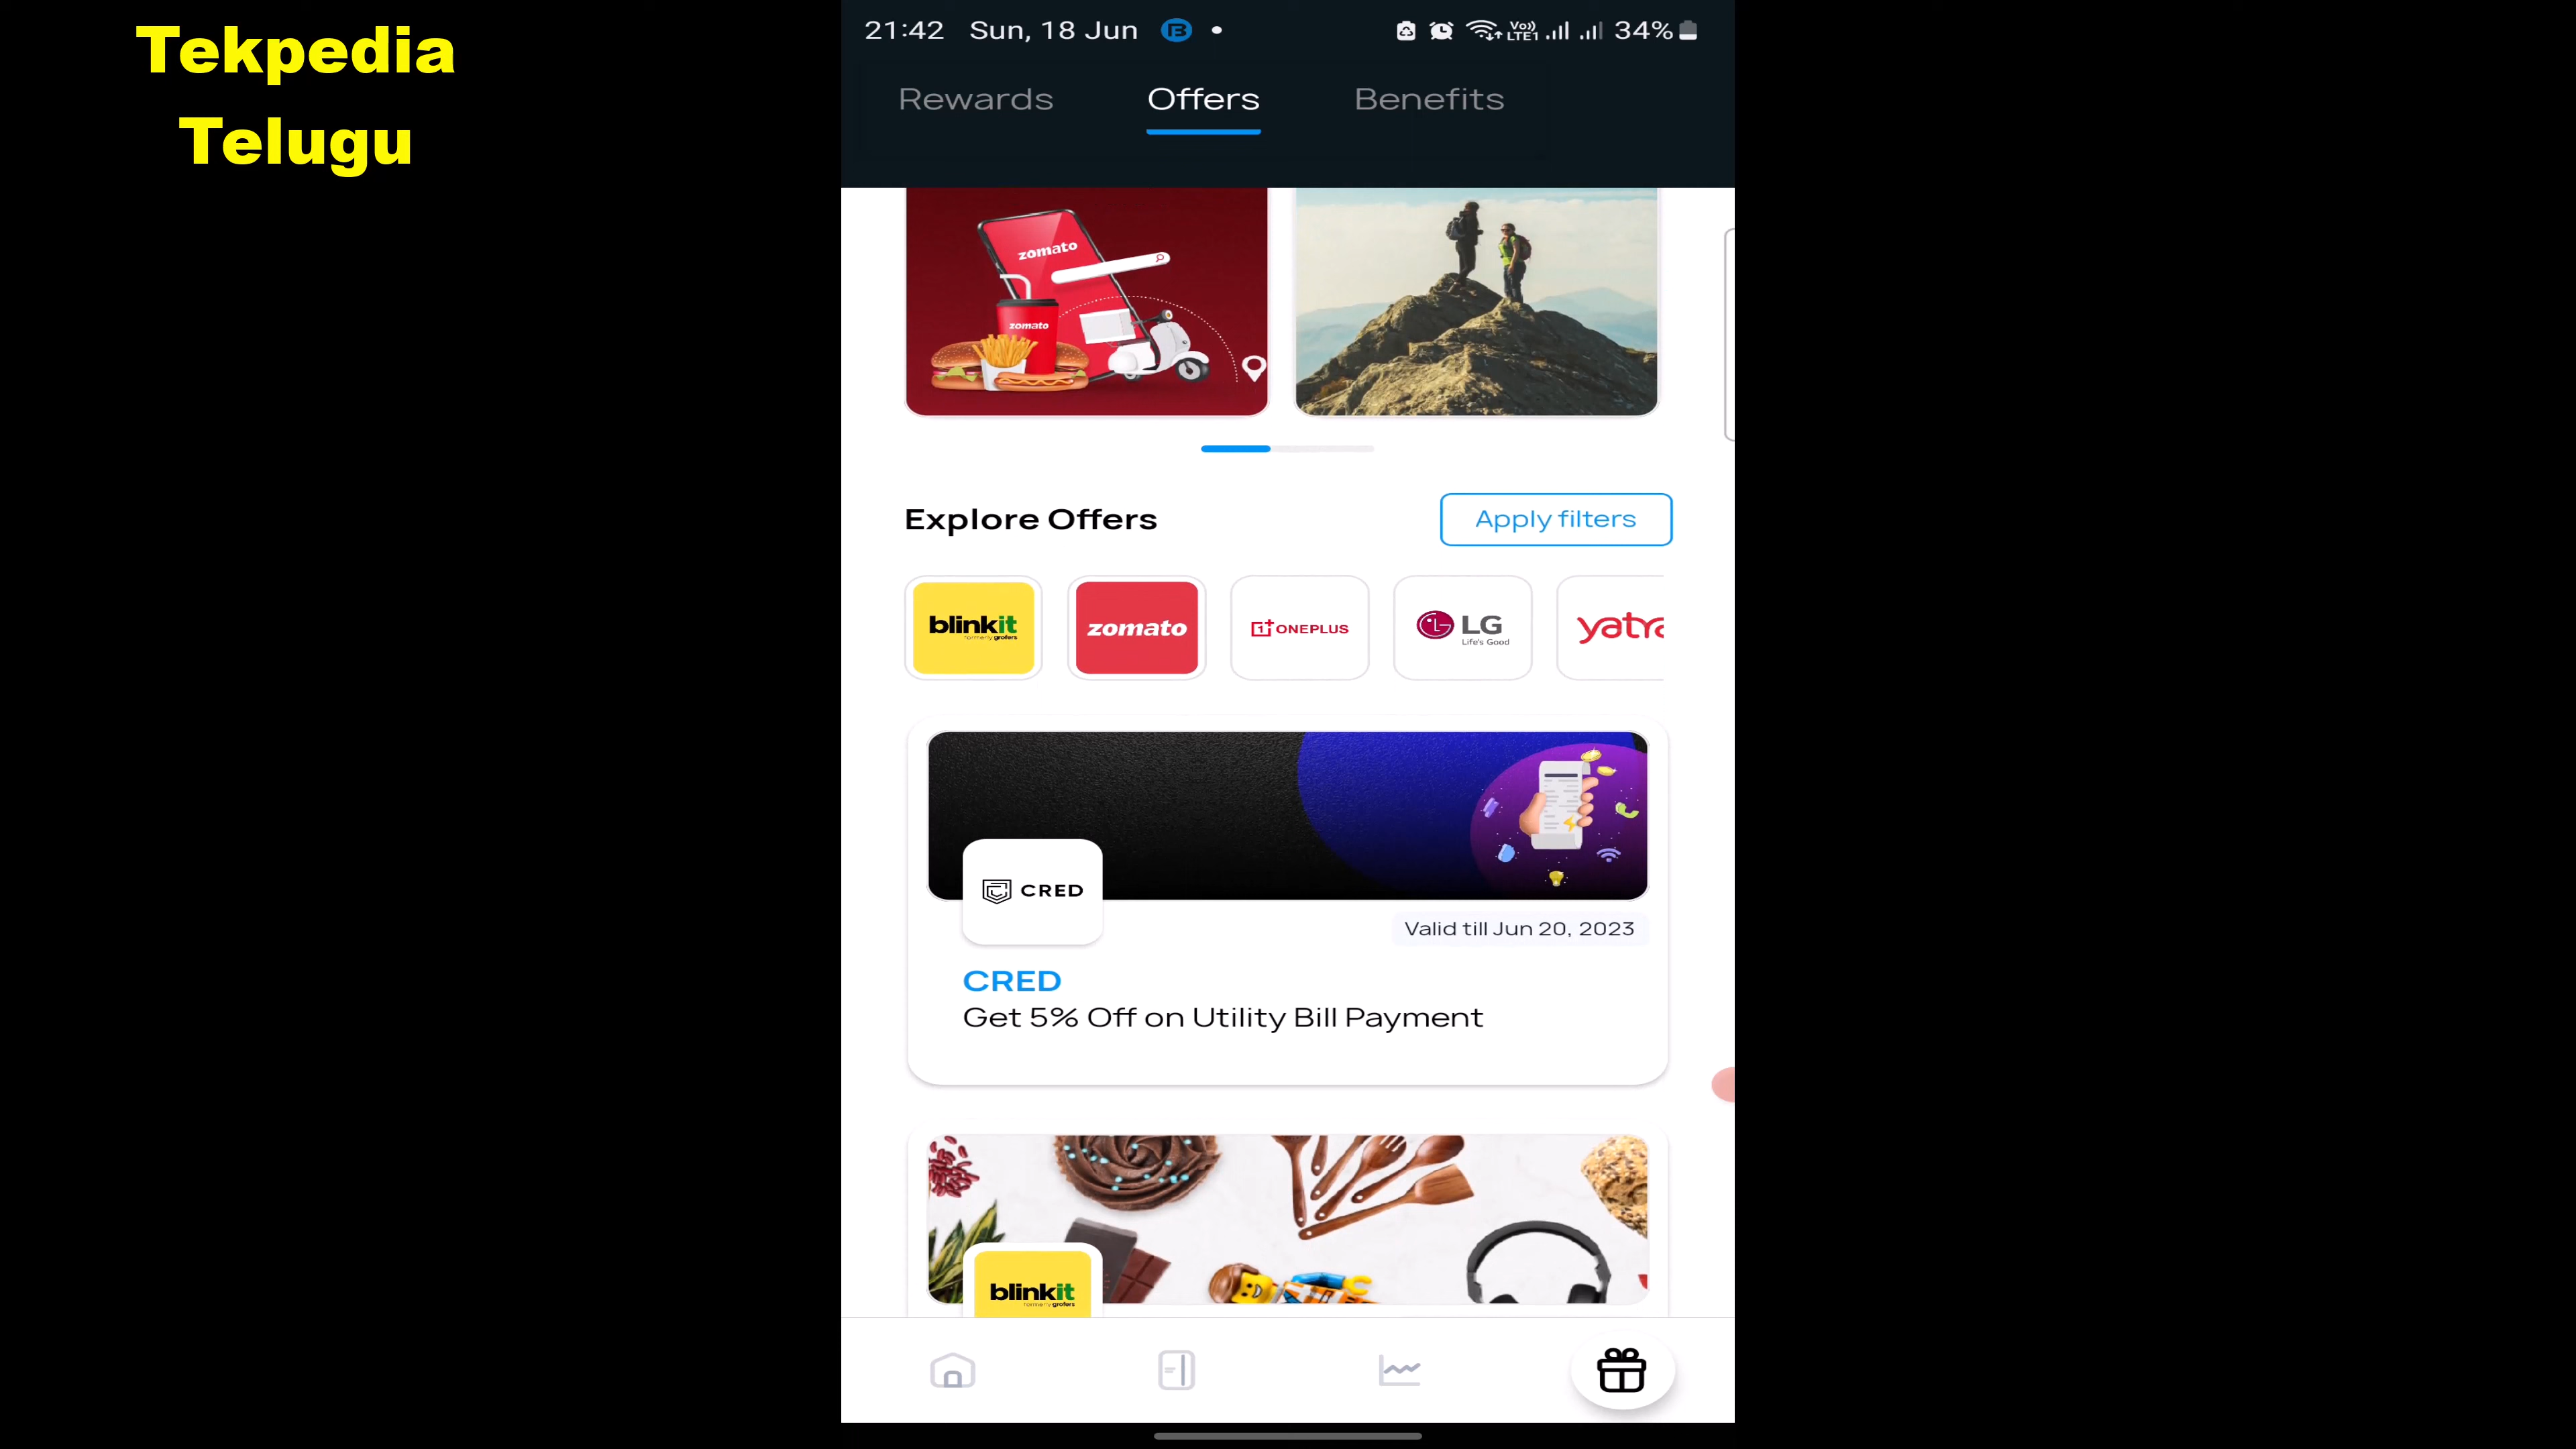 Tekpedia
Telugu
21:42 Sun, 18 Jun
Vo))
LTE1
34%
Rewards Offers Benefits
zomato
zomato
Explore Offers
Apply filters
blinkit
formerly grofers
zomato
ONEPLUS
LG
Life's Good
yatra
CRED
Valid till Jun 20, 2023
CRED
Get 5% Off on Utility Bill Payment
blinkit
formerly grofers